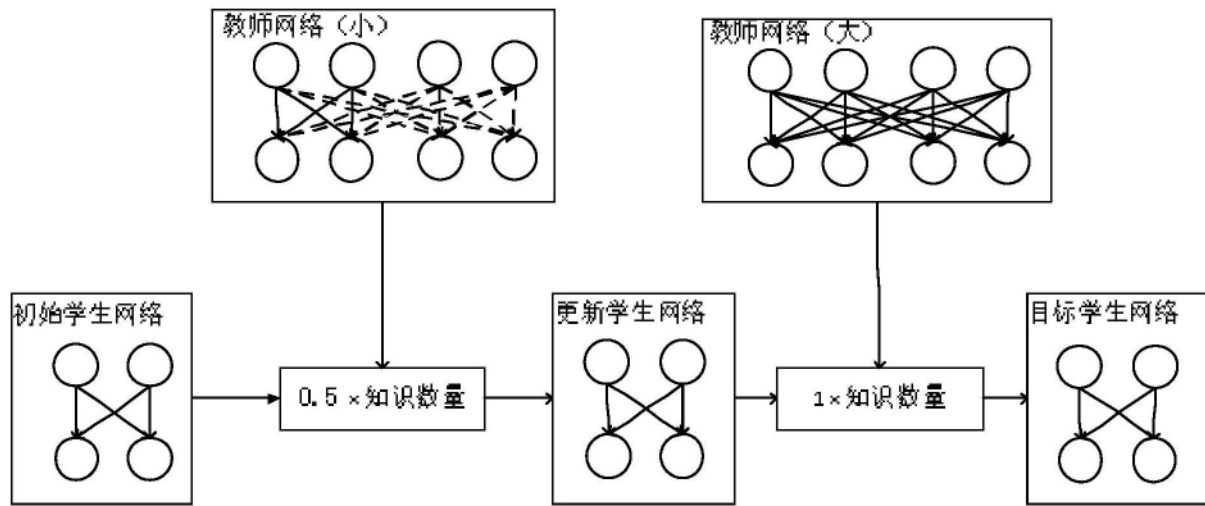 教师网络（小）
教师网络（大）
初始学生网络
0.5×知识数量
更新学生网络
1×知识数量
目标学生网络